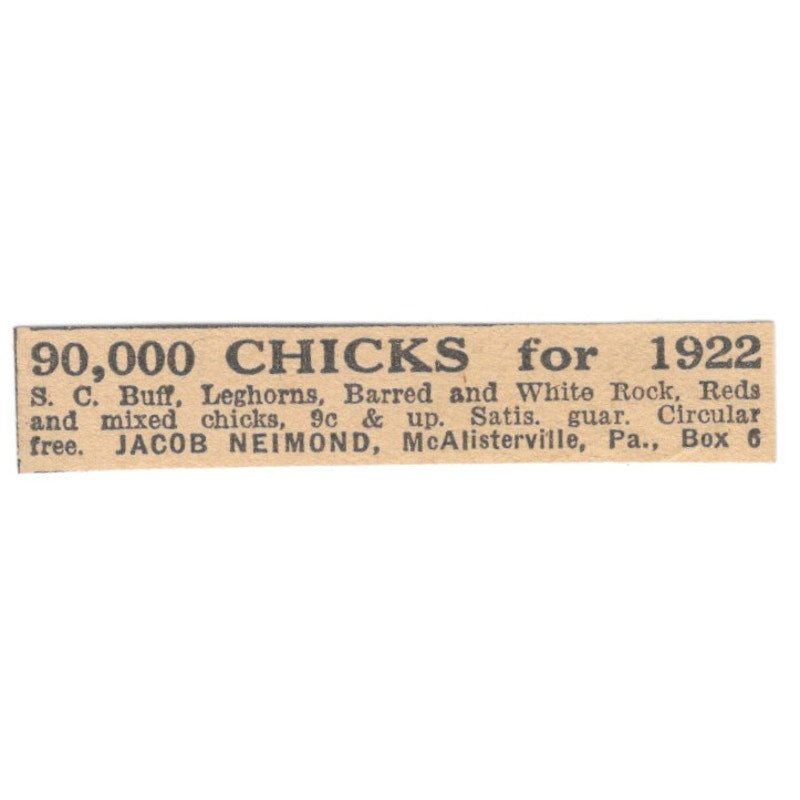 90,000 CHICKS for 1922
S. C. Buff, Leghorns, Barred and White Rock, Reds
and mixed chicks, 9c & up. Satis. guar. Circular
free. JACOB NEIMOND, McAlisterville, Pa., Box 6